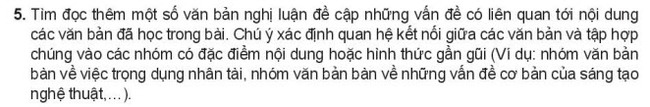 5. Tìm đọc thêm một số văn bản nghị luận đề cập những vấn đề có liên quan tới nội dung
các văn bản đã học trong bài. Chú ý xác định quan hệ kết nối giữa các văn bản và tập hợp
chúng vào các nhóm có đặc điểm nội dung hoặc hình thức gần gũi (Ví dụ: nhóm văn bản
bàn về việc trọng dụng nhân tài, nhóm văn bản bàn về những vấn đề cơ bản của sáng tạo
nghệ thuật,...).